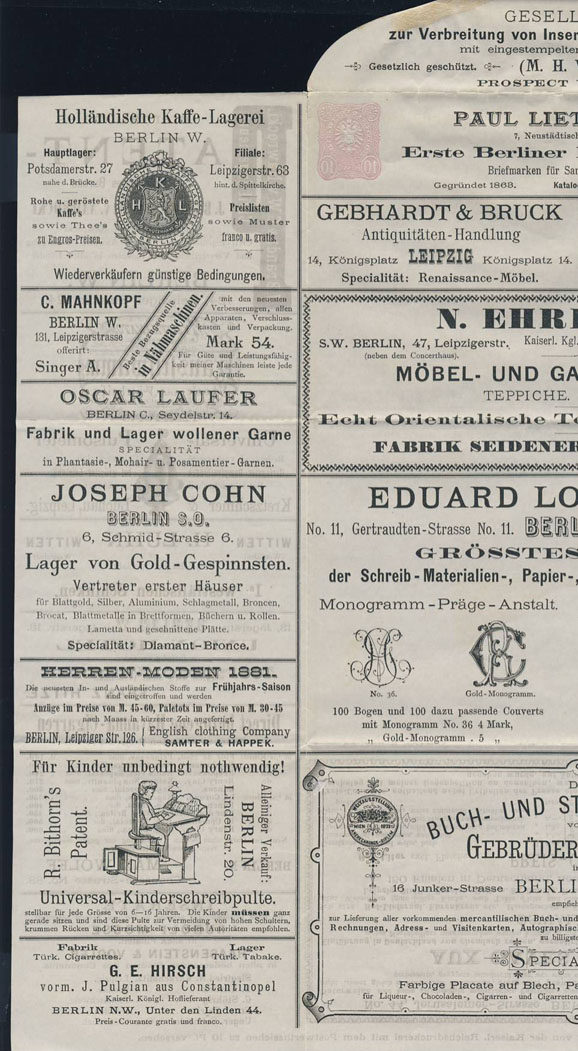 GESELL
zur Verbreitung von Inser
mit eingestempelter
Gesetzlich geschützt. (M. H.
PROSPECT
Holländische Kaffe-Lagerei
BERLIN W.
Hauptlager:
Potsdamerstr. 27
nahe d. Brücke.
Rohe u. geröstete
Kaffe's
sowie Thee's
zu Engros-Preisen.
K
H L
Filiale:
Leipzigerstr. 63
hint. d. Spittelkirche.
Preislisten
sowie Muster
franco u. gratis.
Wiederverkäufern günstige Bedingungen.
C. MAHNKOPF
BERLIN W.
131, Leipzigerstrasse
offerirt:
Singer A.
Beste Bezugsquelle
in Nähmaschinen.
mit den neuesten
Verbesserungen, allen
Apparaten, Verschluss-
kasten und Verpackung.
Mark 54.
Für Güte und Leistungsfähig-
keit meiner Maschinen leiste jede
Garantie.
OSCAR LAUFER
BERLIN C., Seydelstr. 14.
Fabrik und Lager wollener Garne
SPECIALITÄT
in Phantasie-, Mohair- u. Posamentier-Garnen.
JOSEPH COHN
BERLIN S.O.
6, Schmid-Strasse 6.
Lager von Gold-Gespinnsten.
Vertreter erster Häuser
für Blattgold, Silber, Aluminium, Schlagmetall, Broncen,
Brocat, Blattmetalle in Brettformen, Büchern u. Rollen.
Lametta und geschnittene Plätte.
Specialität: Diamant-Bronce.
HERREN-MODEN 1881.
Die neuesten In- und Ausländischen Stoffe zur Frühjahrs-Saison
sind eingetroffen und werden
Anzüge im Preise von M. 45-60, Paletots im Preise von M. 30-45
nach Maass in kürzester Zeit angefertigt.
BERLIN, Leipziger Str. 126. English clothing Company
SAMTER & HAPPEK.
Für Kinder unbedingt nothwendig!
R. Bithorn's
Patent.
Alleiniger Verkauf:
BERLIN
Lindenstr. 20.
Universal-Kinderschreibpulte.
stellbar für jede Grösse von 6—16 Jahren. Die Kinder müssen ganz
gerade sitzen und sind diese Pulte zur Vermeidung von hohen Schultern,
krummen Rücken und Kurzsichtigkeit von vielen Autoritäten empfohlen.
Fabrik
Türk. Cigarrettes.
Lager
Türk. Tabake.
G. E. HIRSCH
vorm. J. Pulgian aus Constantinopel
Kaiserl. Königl. Hoflieferant
BERLIN N.W., Unter den Linden 44.
Preis-Courante gratis und franco.
10 10
PAUL LIET
7, Neustädtisc
Erste Berliner
Briefmarken für Sam
Gegründet 1863. Katalo
GEBHARDT & BRUCK
Antiquitäten-Handlung
14, Königsplatz LEIPZIG Königsplatz 14.
Specialität: Renaissance-Möbel.
N. EHRE
S.W. BERLIN, 47, Leipzigerstr. Kaiserl. Kgl.
(neben dem Concerthaus).
MÖBEL- UND GA
TEPPICHE.
Echt Orientalische Te
FABRIK SEIDENER
EDUARD LO
No. 11, Gertraudten-Strasse No. 11. BERL
GRÖSSTES
der Schreib-Materialien-, Papier-,
Monogramm-Präge-Anstalt.
No. 36. Gold-Monogramm.
100 Bogen und 100 dazu passende Couverts
mit Monogramm No. 36 4 Mark,
„ Gold-Monogramm . 5 „
WELTAUSSTELLUNG
WIEN 1873
BUCH- UND ST
GEBRÜDER
16 Junker-Strasse BERLI
empfieh
zur Lieferung aller vorkommenden mercantilischen Buch- und
Rechnungen, Adress- und Visitenkarten, Autographisc
zu billigste
SPECIA
Farbige Placate auf Blech, Pa
für Liqueur-, Chocoladen-, Cigarren- und Cigarretten